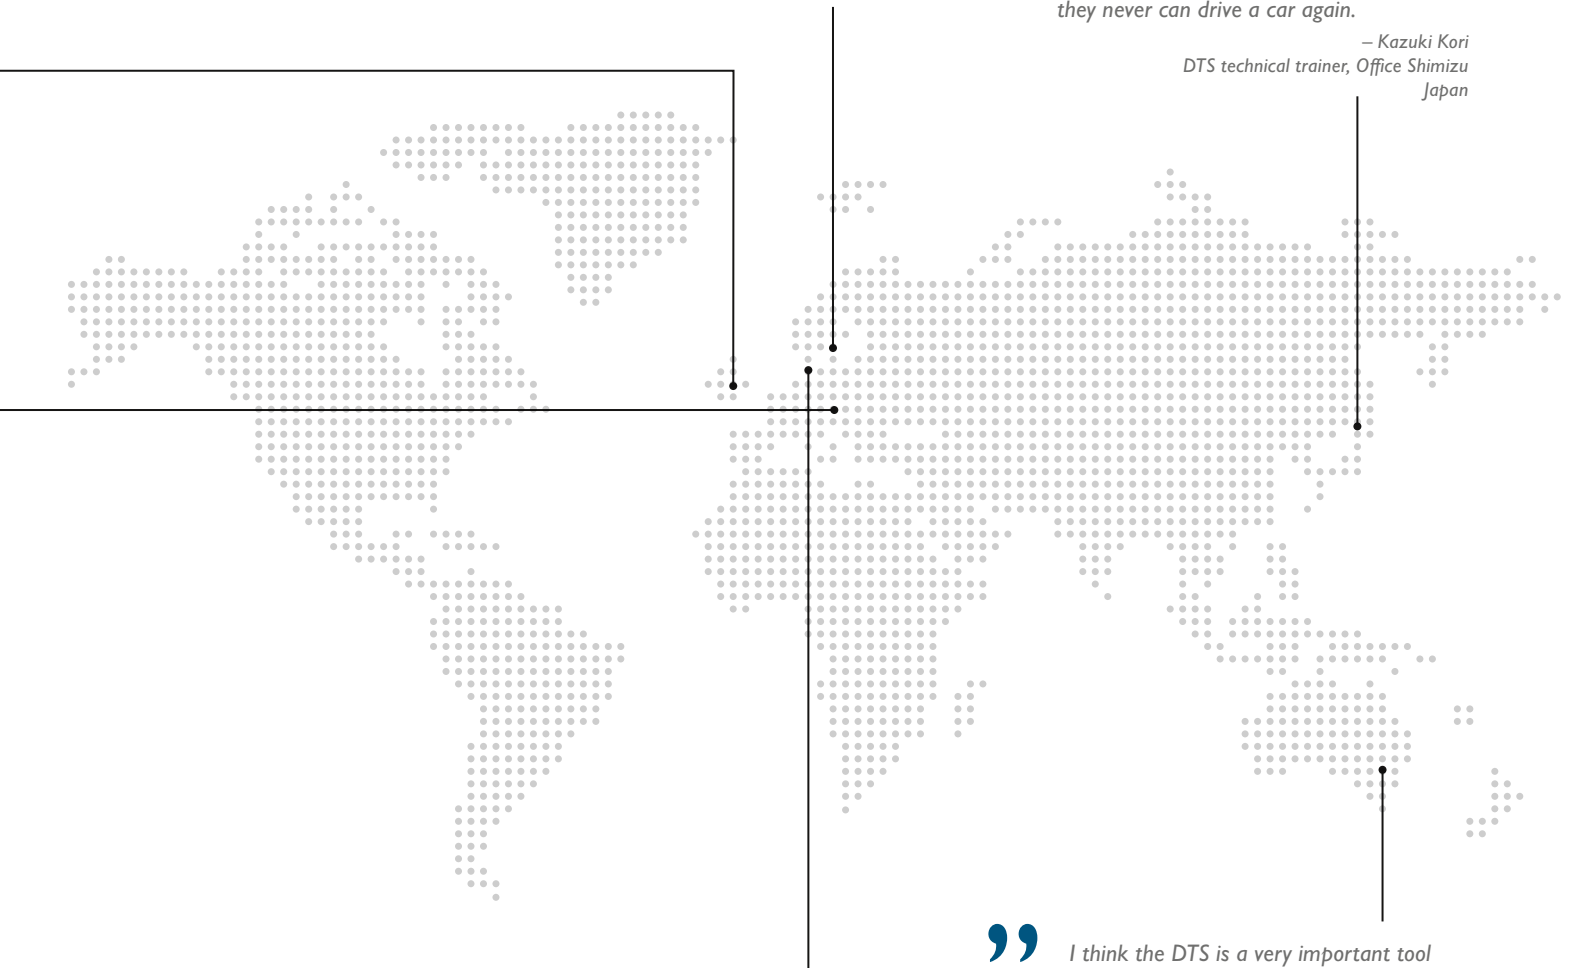 they never can drive a car again.
– Kazuki Kori
DTS technical trainer, Office Shimizu
Japan
” I think the DTS is a very important tool